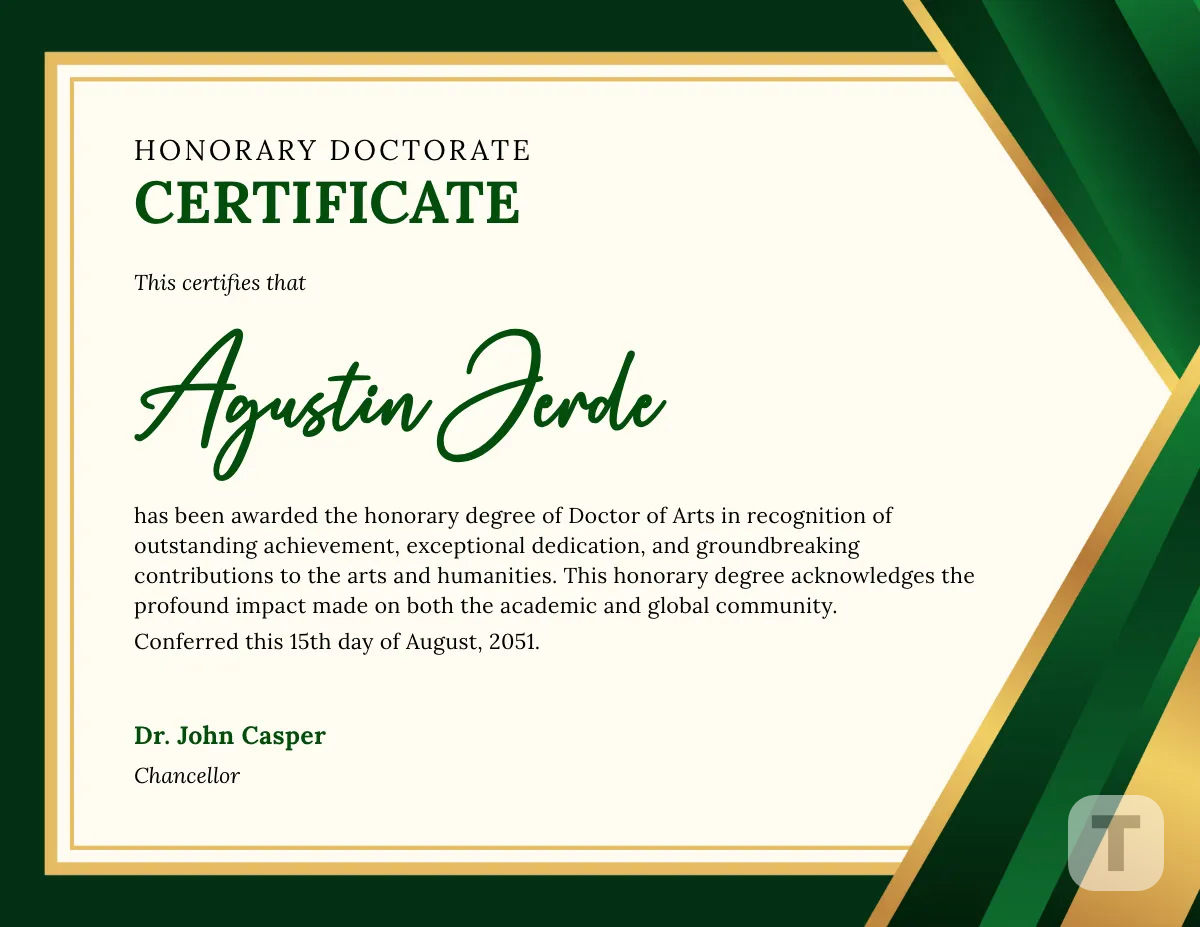 HONORARY DOCTORATE
CERTIFICATE
This certifies that
Agustin Jerde
has been awarded the honorary degree of Doctor of Arts in recognition of
outstanding achievement, exceptional dedication, and groundbreaking
contributions to the arts and humanities. This honorary degree acknowledges the
profound impact made on both the academic and global community.
Conferred this 15th day of August, 2051.
Dr. John Casper
Chancellor
T